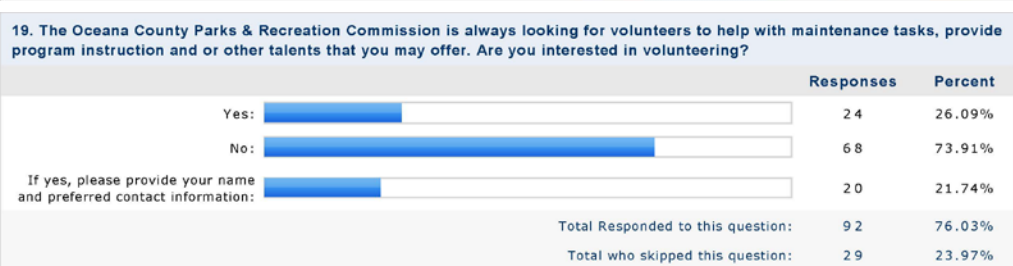 19. The Oceana County Parks & Recreation Commission is always looking for volunteers to help with maintenance tasks, provide
program instruction and or other talents that you may offer. Are you interested in volunteering?
Responses Percent
Yes: 24 26.09%
No: 68 73.91%
If yes, please provide your name
and preferred contact information: 20 21.74%
Total Responded to this question: 92 76.03%
Total who skipped this question: 29 23.97%